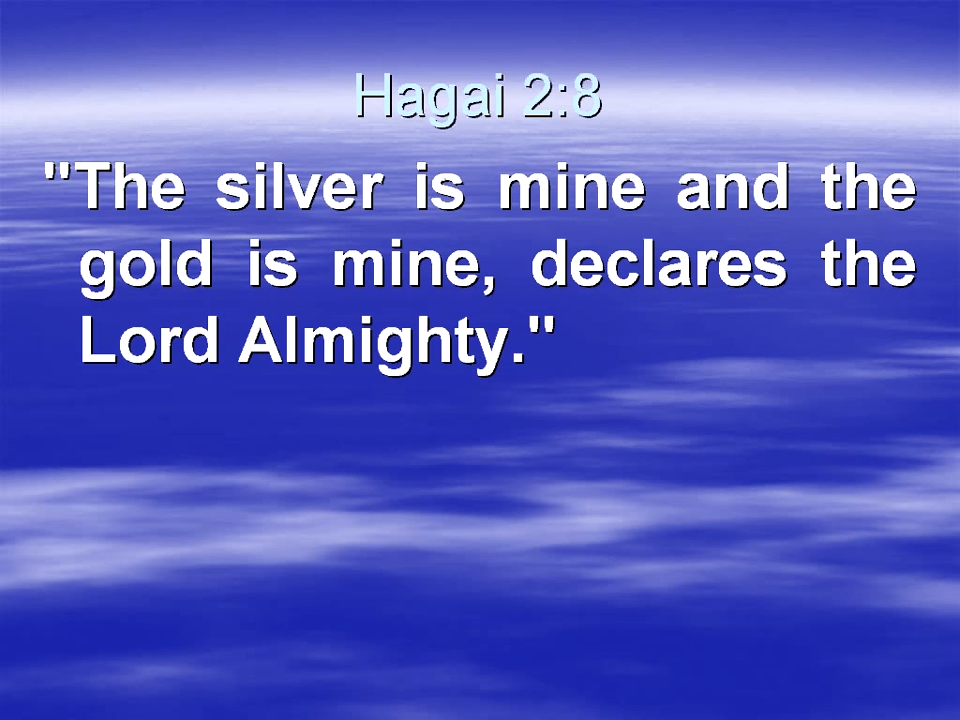 Hagai 2:8
"The silver is mine and the
gold is mine, declares the
Lord Almighty."